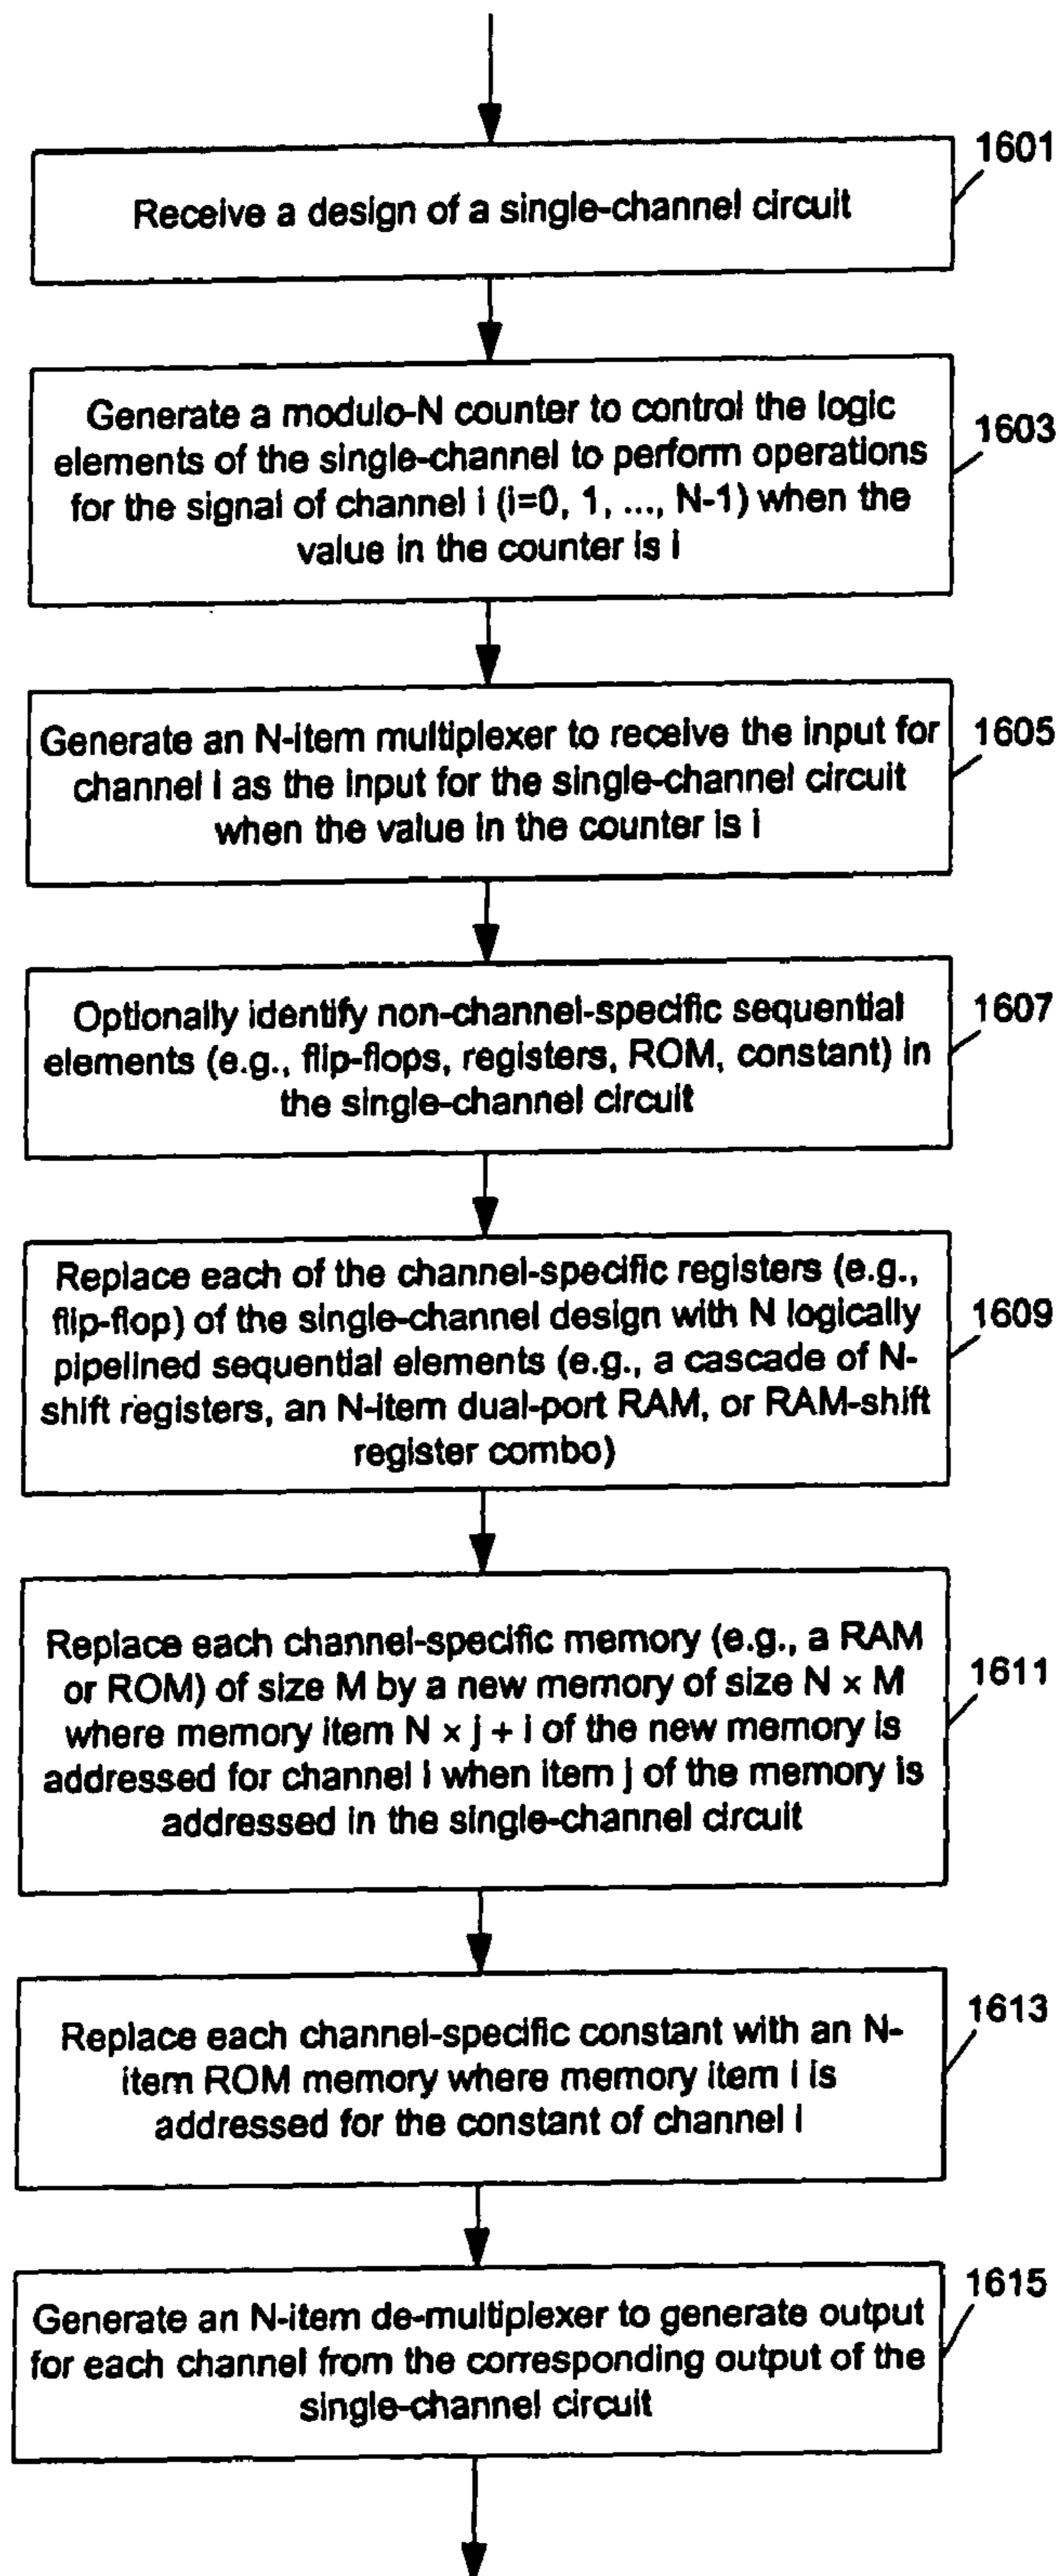 1601
Receive a design of a single-channel circuit
Generate a modulo-N counter to control the logic
elements of the single-channel to perform operations
for the signal of channel i (i=0, 1, ..., N-1) when the
value in the counter is i
1603
Generate an N-item multiplexer to receive the input for
channel i as the input for the single-channel circuit
when the value in the counter is i
1605
Optionally identify non-channel-specific sequential
elements (e.g., flip-flops, registers, ROM, constant) in
the single-channel circuit
1607
Replace each of the channel-specific registers (e.g.,
flip-flop) of the single-channel design with N logically
pipelined sequential elements (e.g., a cascade of N-
shift registers, an N-item dual-port RAM, or RAM-shift
register combo)
1609
Replace each channel-specific memory (e.g., a RAM
or ROM) of size M by a new memory of size N × M
where memory item N × j + i of the new memory is
addressed for channel i when item j of the memory is
addressed in the single-channel circuit
1611
Replace each channel-specific constant with an N-
item ROM memory where memory item i is
addressed for the constant of channel i
1613
Generate an N-item de-multiplexer to generate output
for each channel from the corresponding output of the
single-channel circuit
1615